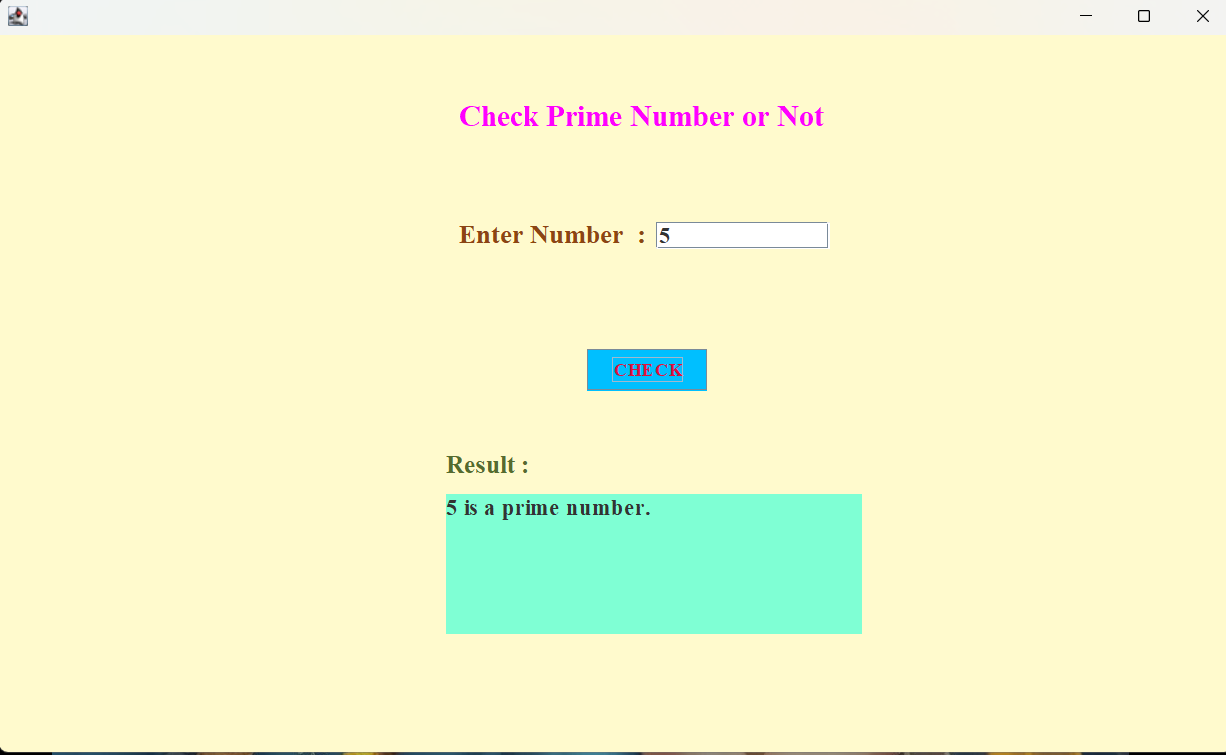 Check Prime Number or Not
Enter Number : 5
CHECK
Result :
5 is a prime number.